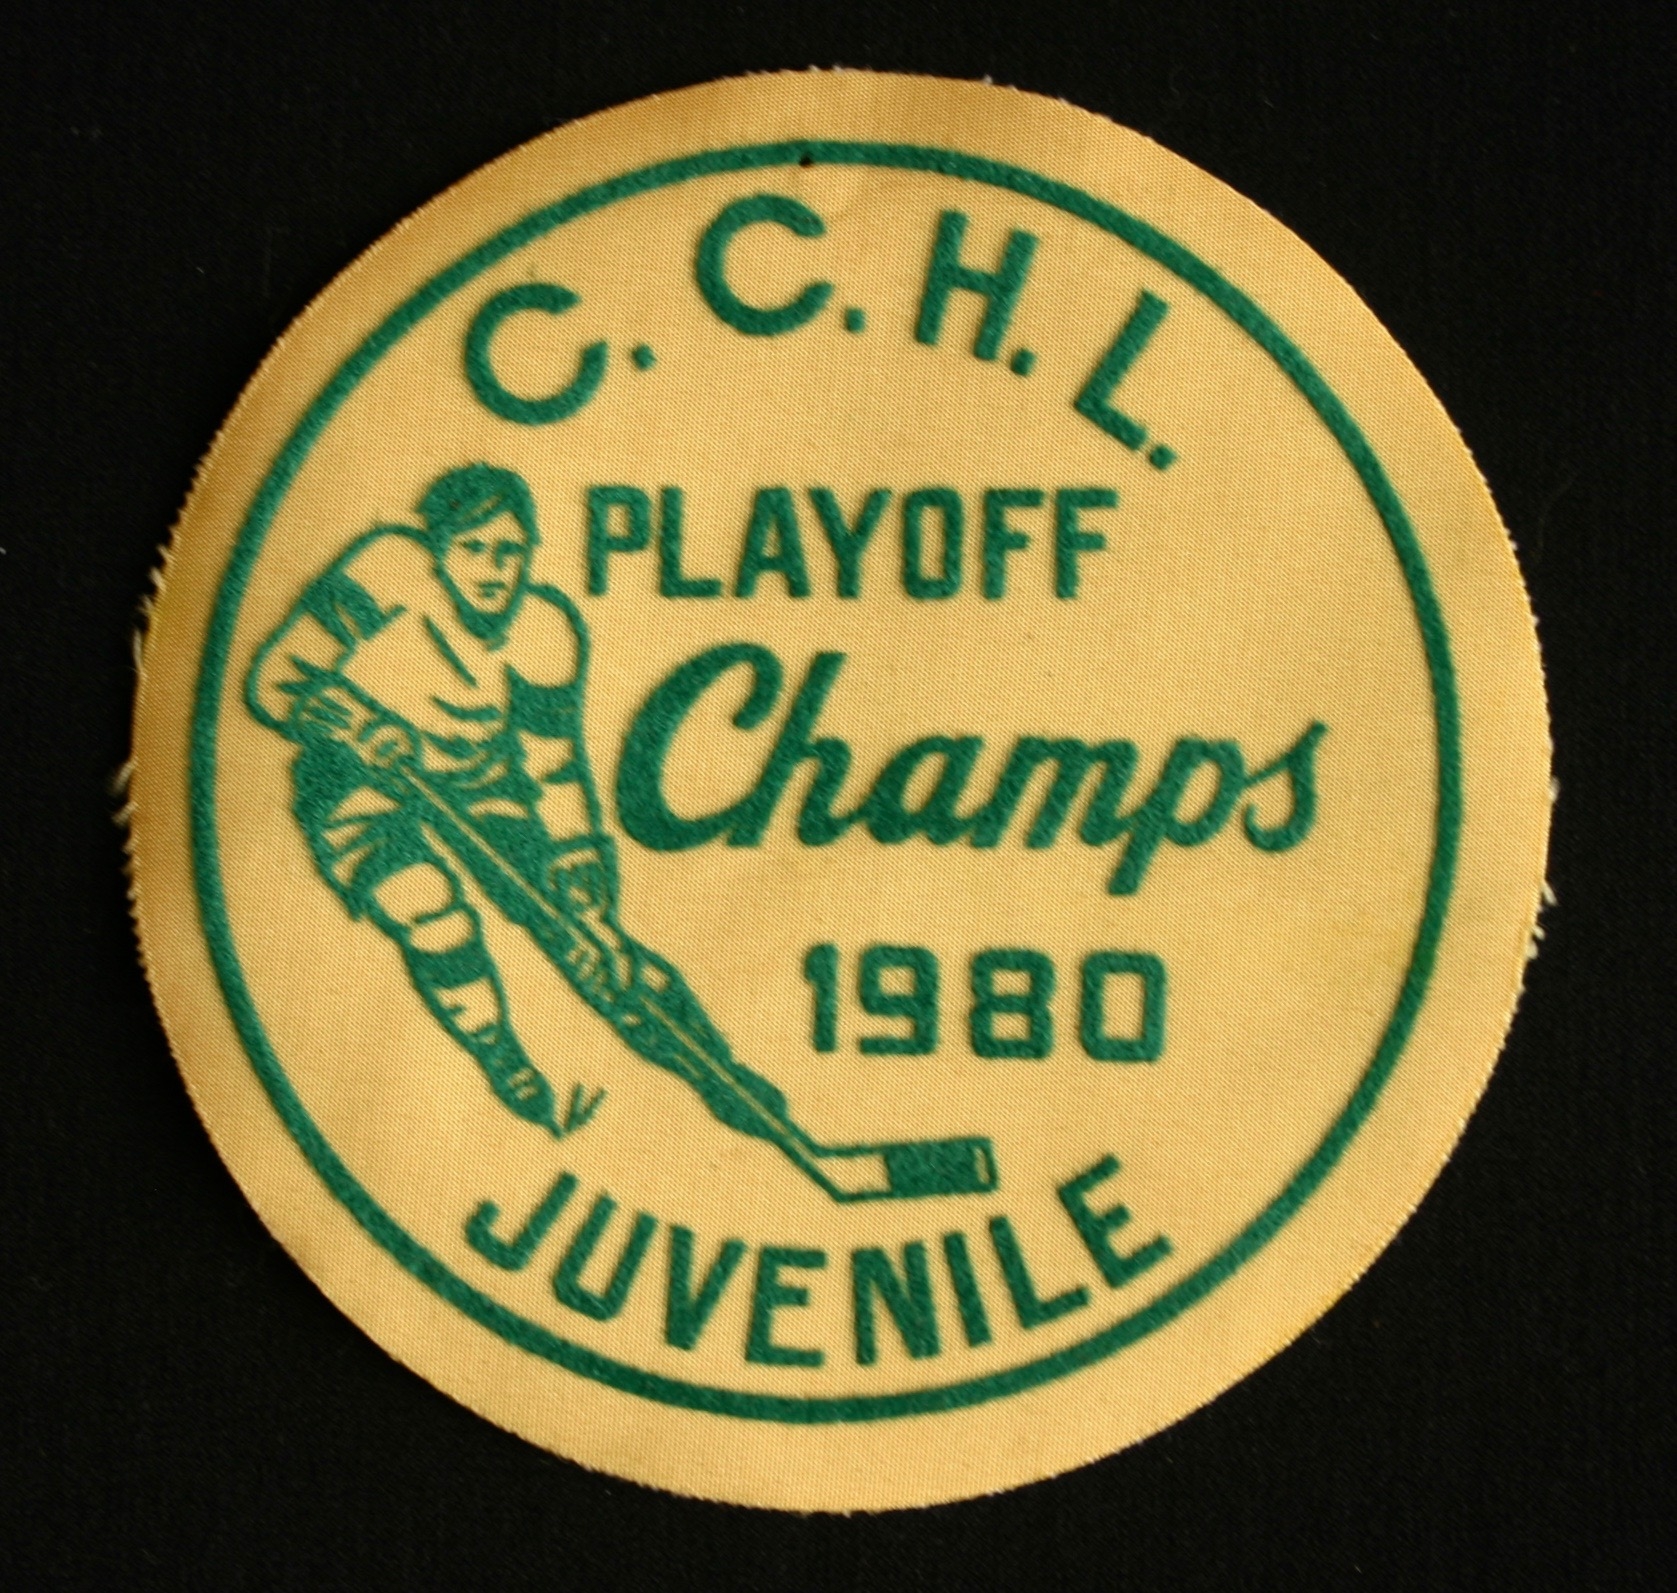 C. C. H. L.
PLAYOFF
Champs
1980
JUVENILE